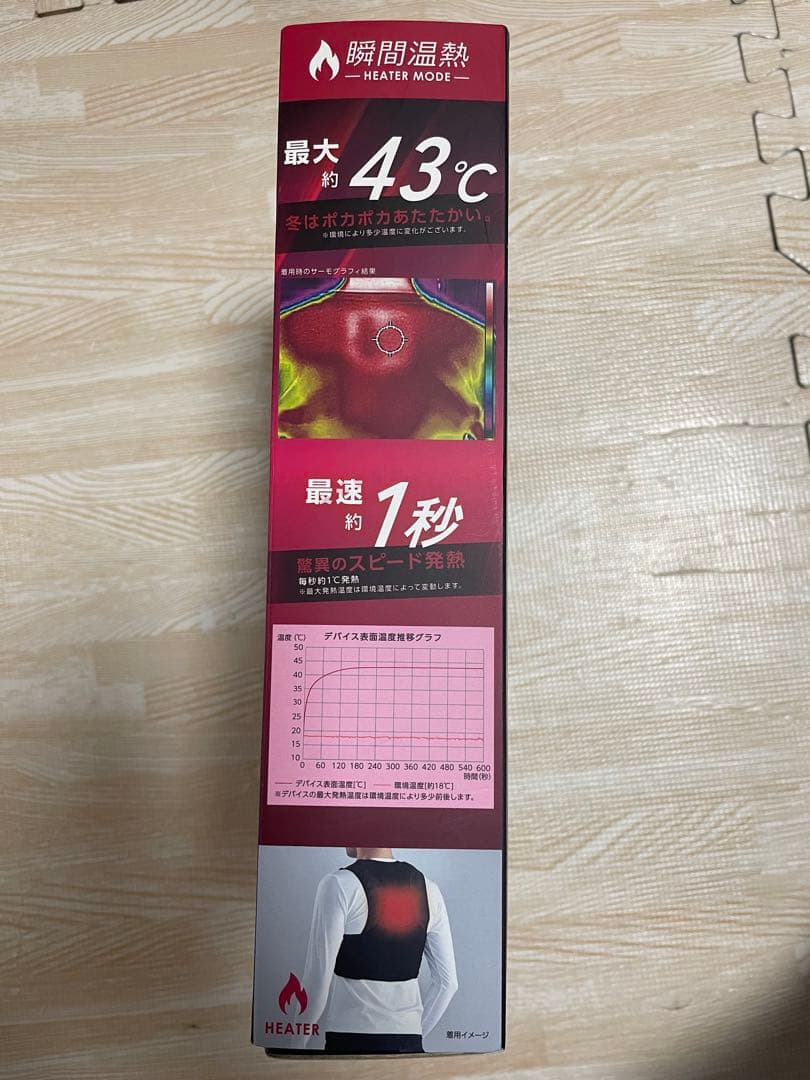 瞬間温熱
HEATER MODE
最大
約
43℃
冬はポカポカあたたかい。
※環境により多少温度に変化がございます。
着用時のサーモグラフィ結果
最速
約
1秒
驚異のスピード発熱
毎秒約1℃発熱
※最大発熱温度は環境温度によって変動します。
温度(℃) デバイス表面温度推移グラフ
50
45
40
35
30
25
20
15
10
0 60 120 180 240 300 360 420 480 540 600
時間(秒)
デバイス表面温度[℃] 環境温度[約18℃]
※デバイスの最大発熱温度は環境温度により多少前後します。
HEATER
着用イメージ